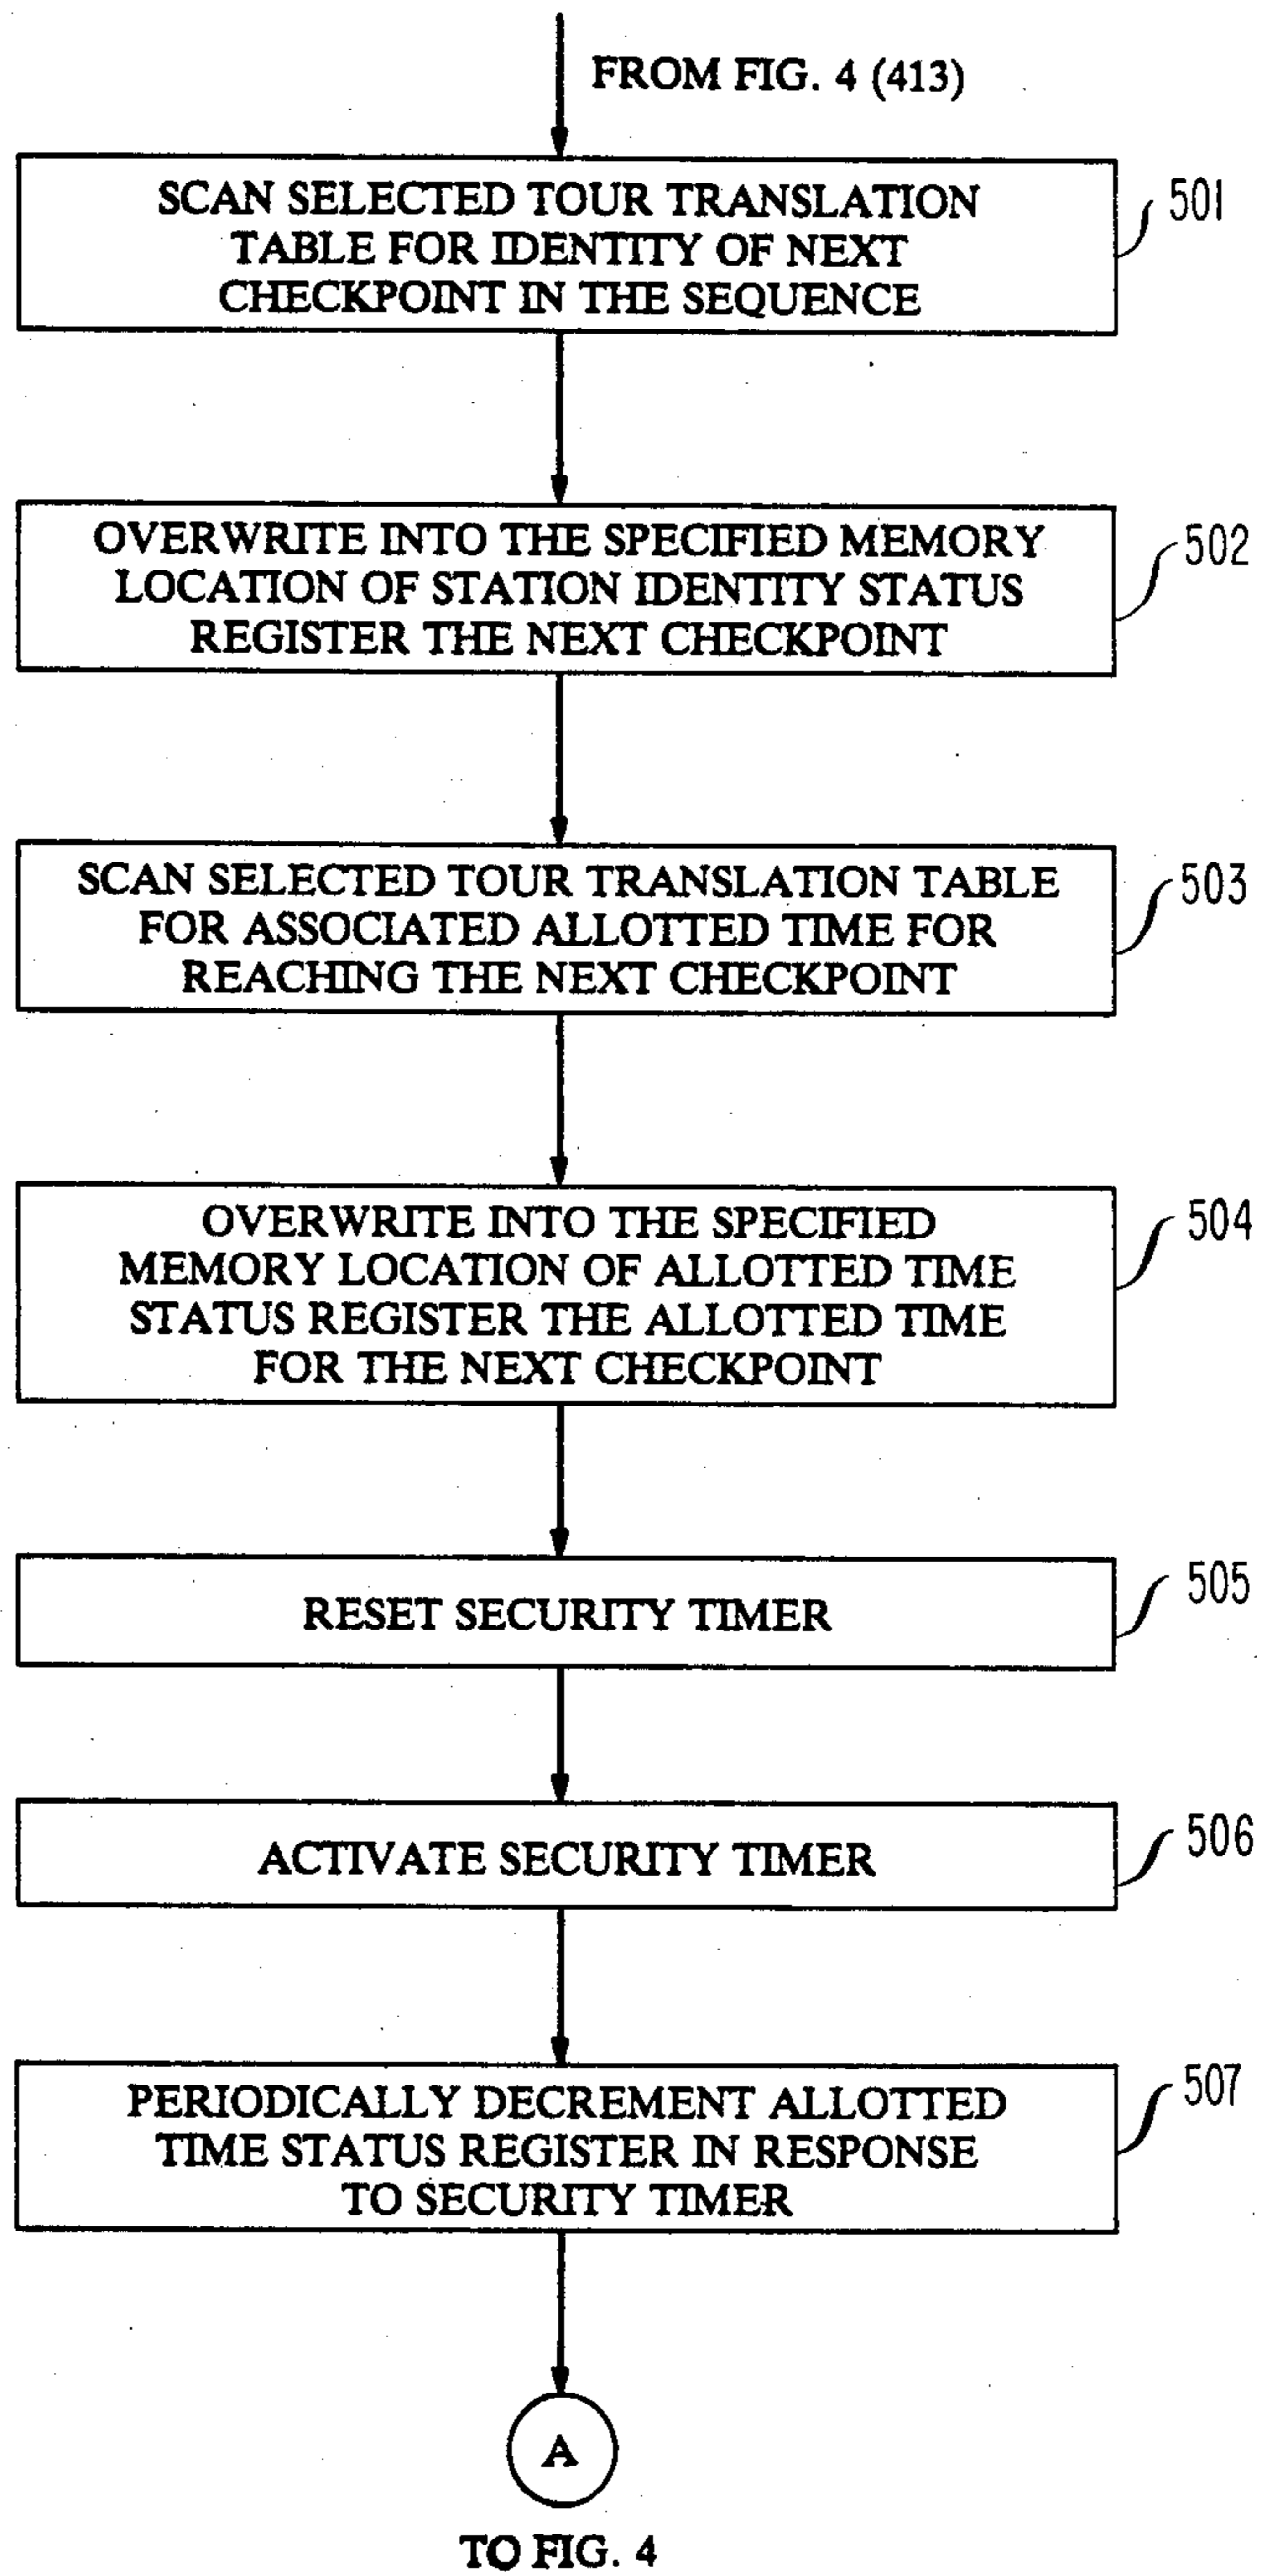 FROM FIG. 4 (413)
SCAN SELECTED TOUR TRANSLATION
TABLE FOR IDENTITY OF NEXT
CHECKPOINT IN THE SEQUENCE
501
OVERWRITE INTO THE SPECIFIED MEMORY
LOCATION OF STATION IDENTITY STATUS
REGISTER THE NEXT CHECKPOINT
502
SCAN SELECTED TOUR TRANSLATION TABLE
FOR ASSOCIATED ALLOTTED TIME FOR
REACHING THE NEXT CHECKPOINT
503
OVERWRITE INTO THE SPECIFIED
MEMORY LOCATION OF ALLOTTED TIME
STATUS REGISTER THE ALLOTTED TIME
FOR THE NEXT CHECKPOINT
504
RESET SECURITY TIMER
505
ACTIVATE SECURITY TIMER
506
PERIODICALLY DECREMENT ALLOTTED
TIME STATUS REGISTER IN RESPONSE
TO SECURITY TIMER
507
A
TO FIG. 4